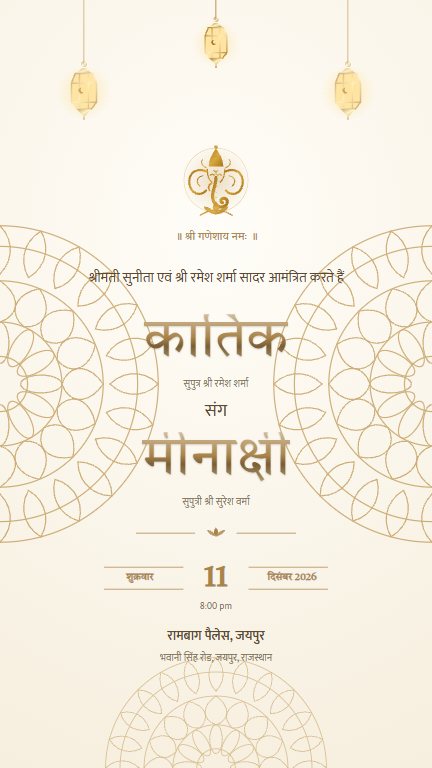 ॥ श्री गणेशाय नमः ॥
श्रीमती सुनीता एवं श्री रमेश शर्मा सादर आमंत्रित करते हैं
कार्तिक
सुपुत्र श्री रमेश शर्मा
संग
मीनाक्षी
सुपुत्री श्री सुरेश वर्मा
शुक्रवार 11 दिसंबर 2026
8:00 pm
रामबाग पैलेस, जयपुर
भवानी सिंह रोड, जयपुर, राजस्थान